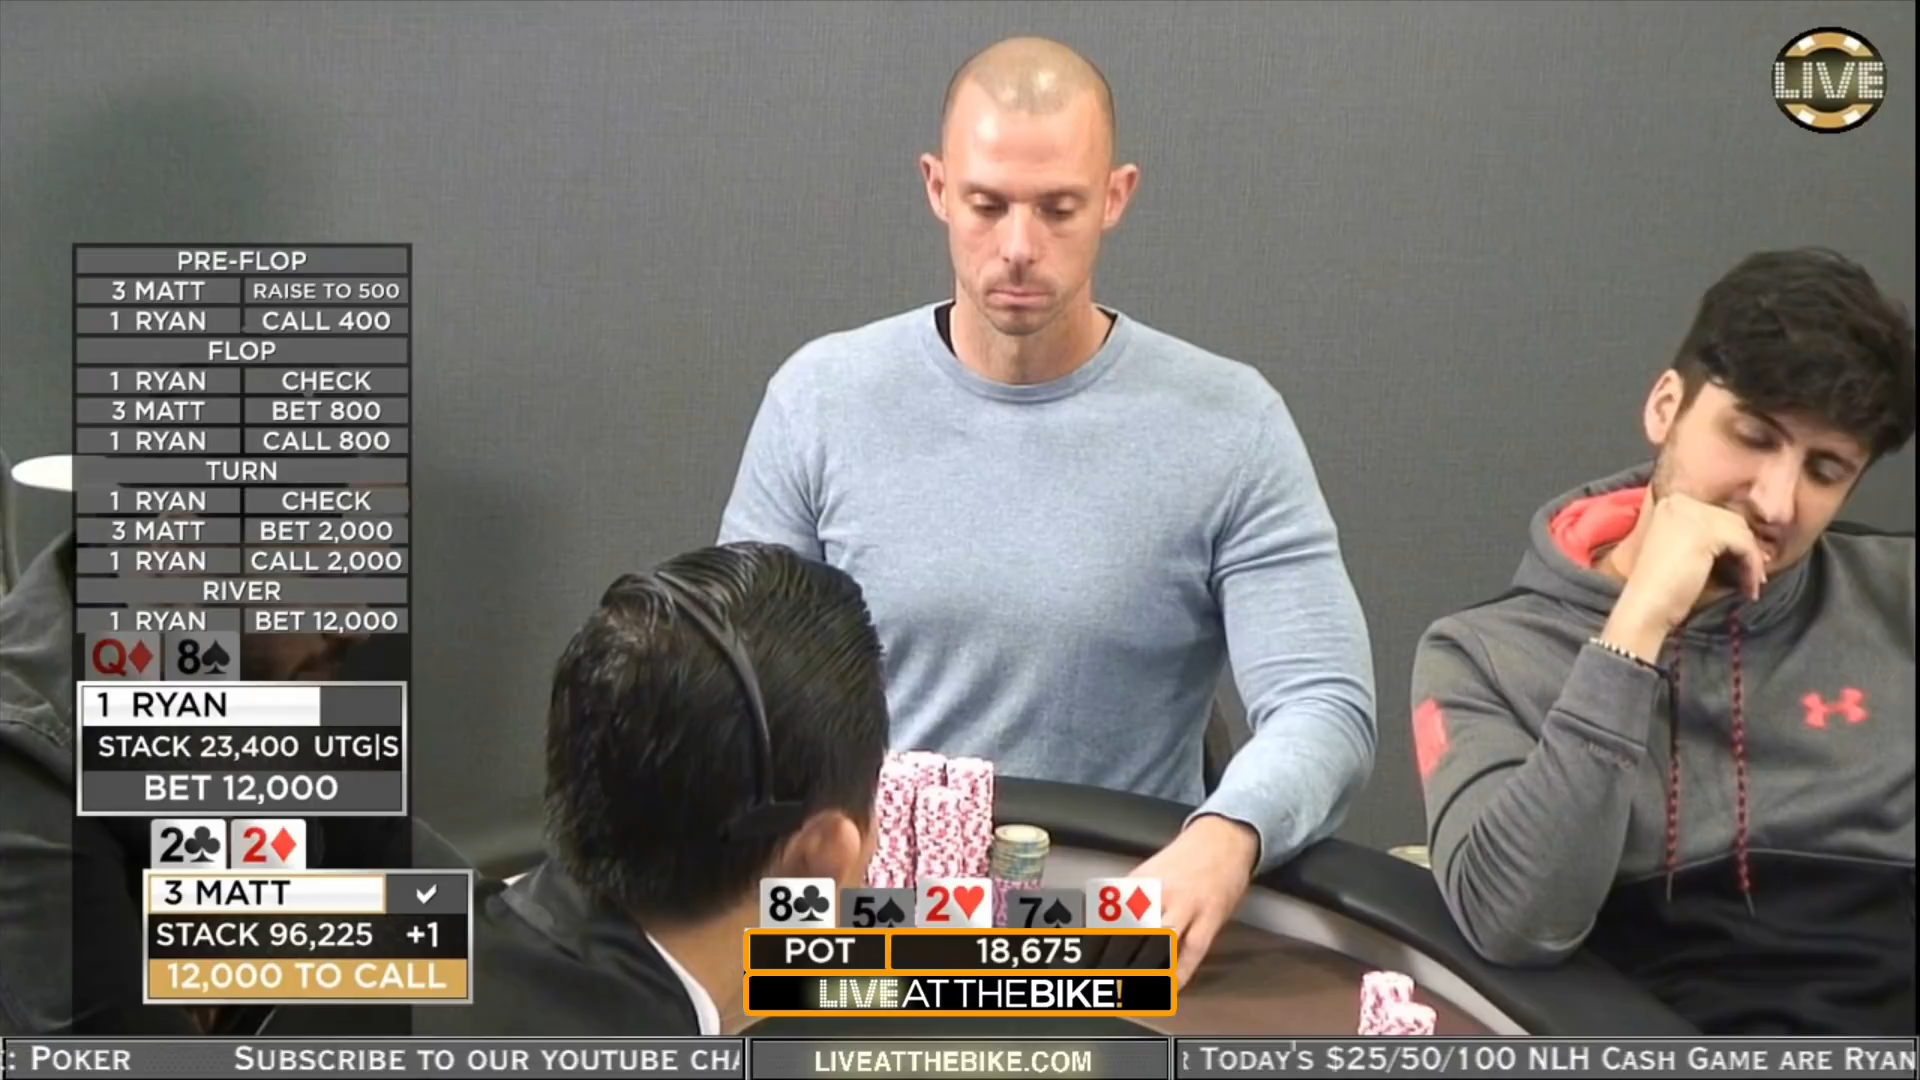 LIVE
PRE-FLOP
3 MATT RAISE TO 500
1 RYAN CALL 400
FLOP
1 RYAN CHECK
3 MATT BET 800
1 RYAN CALL 800
TURN
1 RYAN CHECK
3 MATT BET 2,000
1 RYAN CALL 2,000
RIVER
1 RYAN BET 12,000
Q♦ 8♠
1 RYAN
STACK 23,400 UTG|S
BET 12,000
2♣ 2♦
3 MATT ✓
STACK 96,225 +1
12,000 TO CALL
8♣ 5♠ 2♥ 7♠ 8♦
POT 18,675
LIVEATTHEBIKE!
: POKER SUBSCRIBE TO OUR YOUTUBE CHA
LIVEATTHEBIKE.COM
R TODAY'S $25/50/100 NLH CASH GAME ARE RYAN